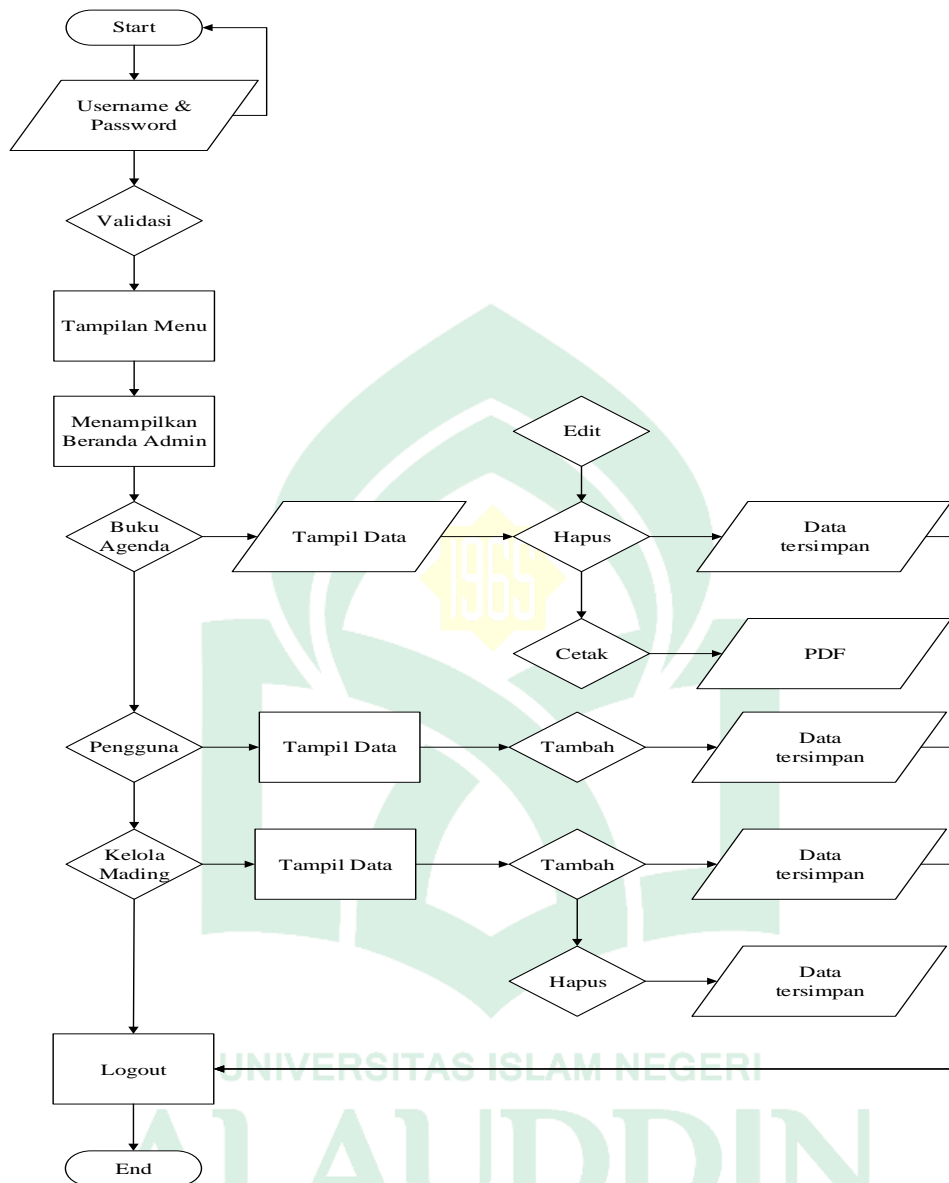 Start
Username &
Password
Validasi
Tampilan Menu
Menampilkan
Beranda Admin
Edit
Buku
Agenda
Tampil Data
Hapus
Data
tersimpan
Cetak
PDF
Pengguna
Tampil Data
Tambah
Data
tersimpan
Kelola
Mading
Tampil Data
Tambah
Data
tersimpan
Hapus
Data
tersimpan
Logout
End
1965
UNIVERSITAS ISLAM NEGERI
ALAUDDIN